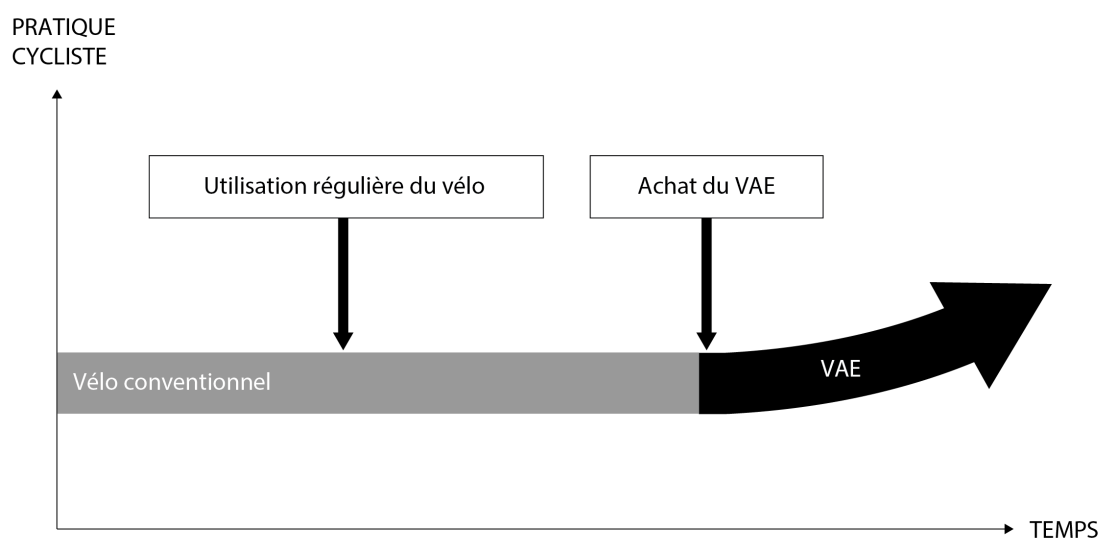 PRATIQUE
CYCLISTE
Utilisation régulière du vélo
Achat du VAE
Vélo conventionnel
VAE
TEMPS